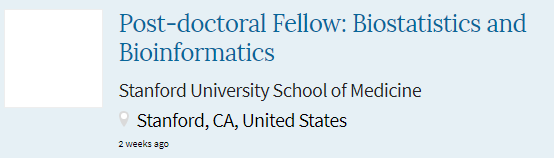 Post-doctoral Fellow: Biostatistics and
Bioinformatics
Stanford University School of Medicine
Stanford, CA, United States
2 weeks ago